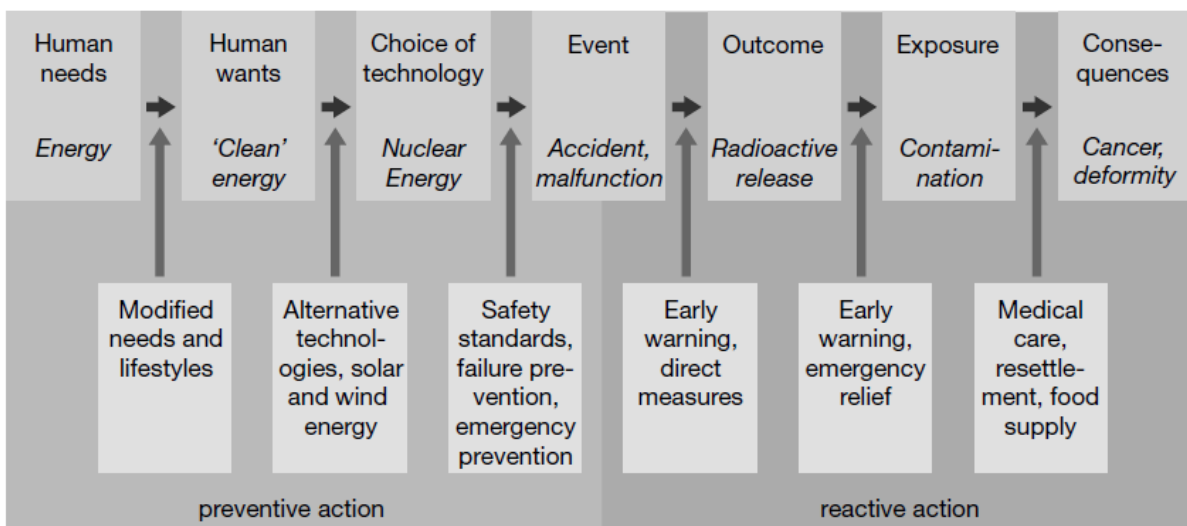 Human
needs
Energy
Human
wants
‘Clean’
energy
Choice of
technology
Nuclear
Energy
Event
Accident,
malfunction
Outcome
Radioactive
release
Exposure
Contami-
nation
Conse-
quences
Cancer,
deformity
Modified
needs and
lifestyles
Alternative
technol-
ogies, solar
and wind
energy
Safety
standards,
failure pre-
vention,
emergency
prevention
Early
warning,
direct
measures
Early
warning,
emergency
relief
Medical
care,
resettle-
ment, food
supply
preventive action
reactive action